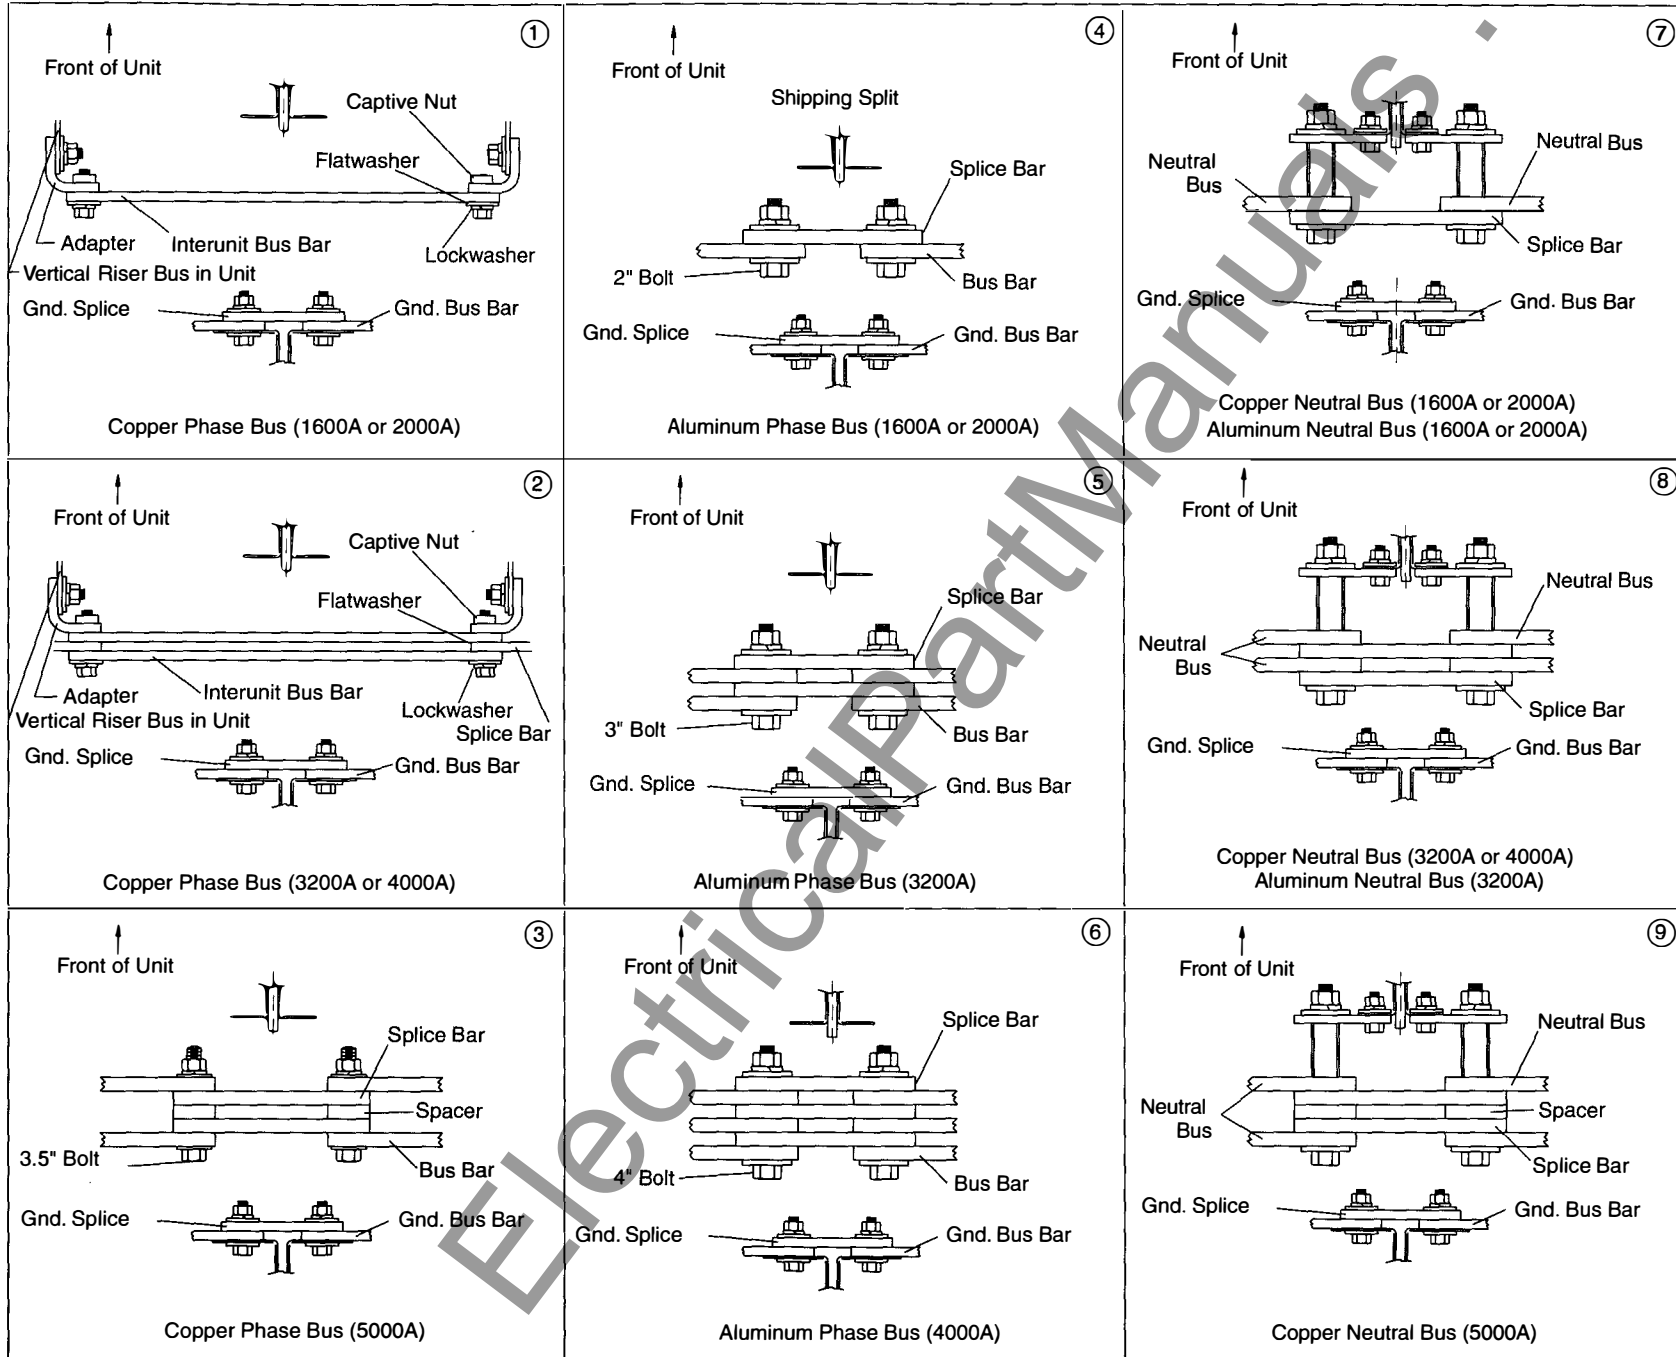 ①
Front of Unit
Captive Nut
Flatwasher
Adapter
Interunit Bus Bar
Lockwasher
Vertical Riser Bus in Unit
Gnd. Splice
Gnd. Bus Bar
Copper Phase Bus (1600A or 2000A)
④
Front of Unit
Shipping Split
Splice Bar
2" Bolt
Bus Bar
Gnd. Splice
Gnd. Bus Bar
Aluminum Phase Bus (1600A or 2000A)
⑦
Front of Unit
Neutral Bus
Neutral
Bus
Splice Bar
Gnd. Splice
Gnd. Bus Bar
Copper Neutral Bus (1600A or 2000A)
Aluminum Neutral Bus (1600A or 2000A)
②
Front of Unit
Captive Nut
Flatwasher
Adapter
Interunit Bus Bar
Lockwasher
Vertical Riser Bus in Unit
Splice Bar
Gnd. Splice
Gnd. Bus Bar
Copper Phase Bus (3200A or 4000A)
⑤
Front of Unit
Splice Bar
3" Bolt
Bus Bar
Gnd. Splice
Gnd. Bus Bar
Aluminum Phase Bus (3200A)
⑧
Front of Unit
Neutral Bus
Neutral
Bus
Splice Bar
Gnd. Splice
Gnd. Bus Bar
Copper Neutral Bus (3200A or 4000A)
Aluminum Neutral Bus (3200A)
③
Front of Unit
Splice Bar
Spacer
3.5" Bolt
Bus Bar
Gnd. Splice
Gnd. Bus Bar
Copper Phase Bus (5000A)
⑥
Front of Unit
Splice Bar
4" Bolt
Bus Bar
Gnd. Splice
Gnd. Bus Bar
Aluminum Phase Bus (4000A)
⑨
Front of Unit
Neutral Bus
Neutral
Bus
Spacer
Splice Bar
Gnd. Splice
Gnd. Bus Bar
Copper Neutral Bus (5000A)
ElectricalPartManuals .